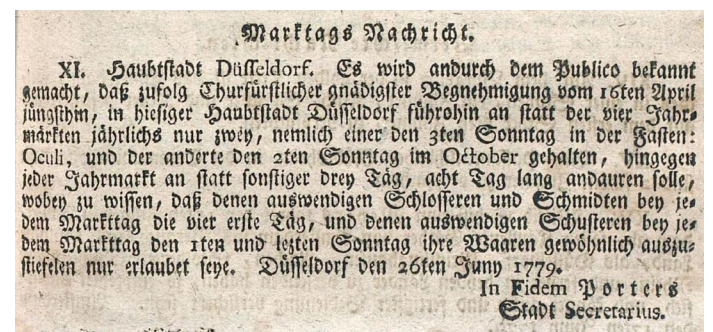 Marktags Nachricht.
XI. Haubtstadt Düsseldorf. Es wird andurch dem Publico bekannt
gemacht, daß zufolg Churfürstlicher gnädigster Begnehmigung vom 16ten April
jüngsthin, in hiesiger Haubtstadt Düsseldorf führohin an statt der vier Jahr-
märkten jährlichs nur zwey, nemlich einer den 3ten Sonntag in der Fasten:
Oculi, und der anderte den 2ten Sonntag im October gehalten, hingegen
jeder Jahrmarkt an statt sonstiger drey Täg, acht Tag lang andauren solle,
wobey zu wissen, daß denen auswendigen Schlosseren und Schmidten bey je-
dem Markttag die vier erste Täg, und denen auswendigen Schusteren bey je-
dem Markttag den 1ten und lezten Sonntag ihre Waaren gewöhnlich auszu-
stiefelen nur erlaubet seye. Düsseldorf den 26ten Juny 1779.
In Fidem Porters
Stadt Secretarius.